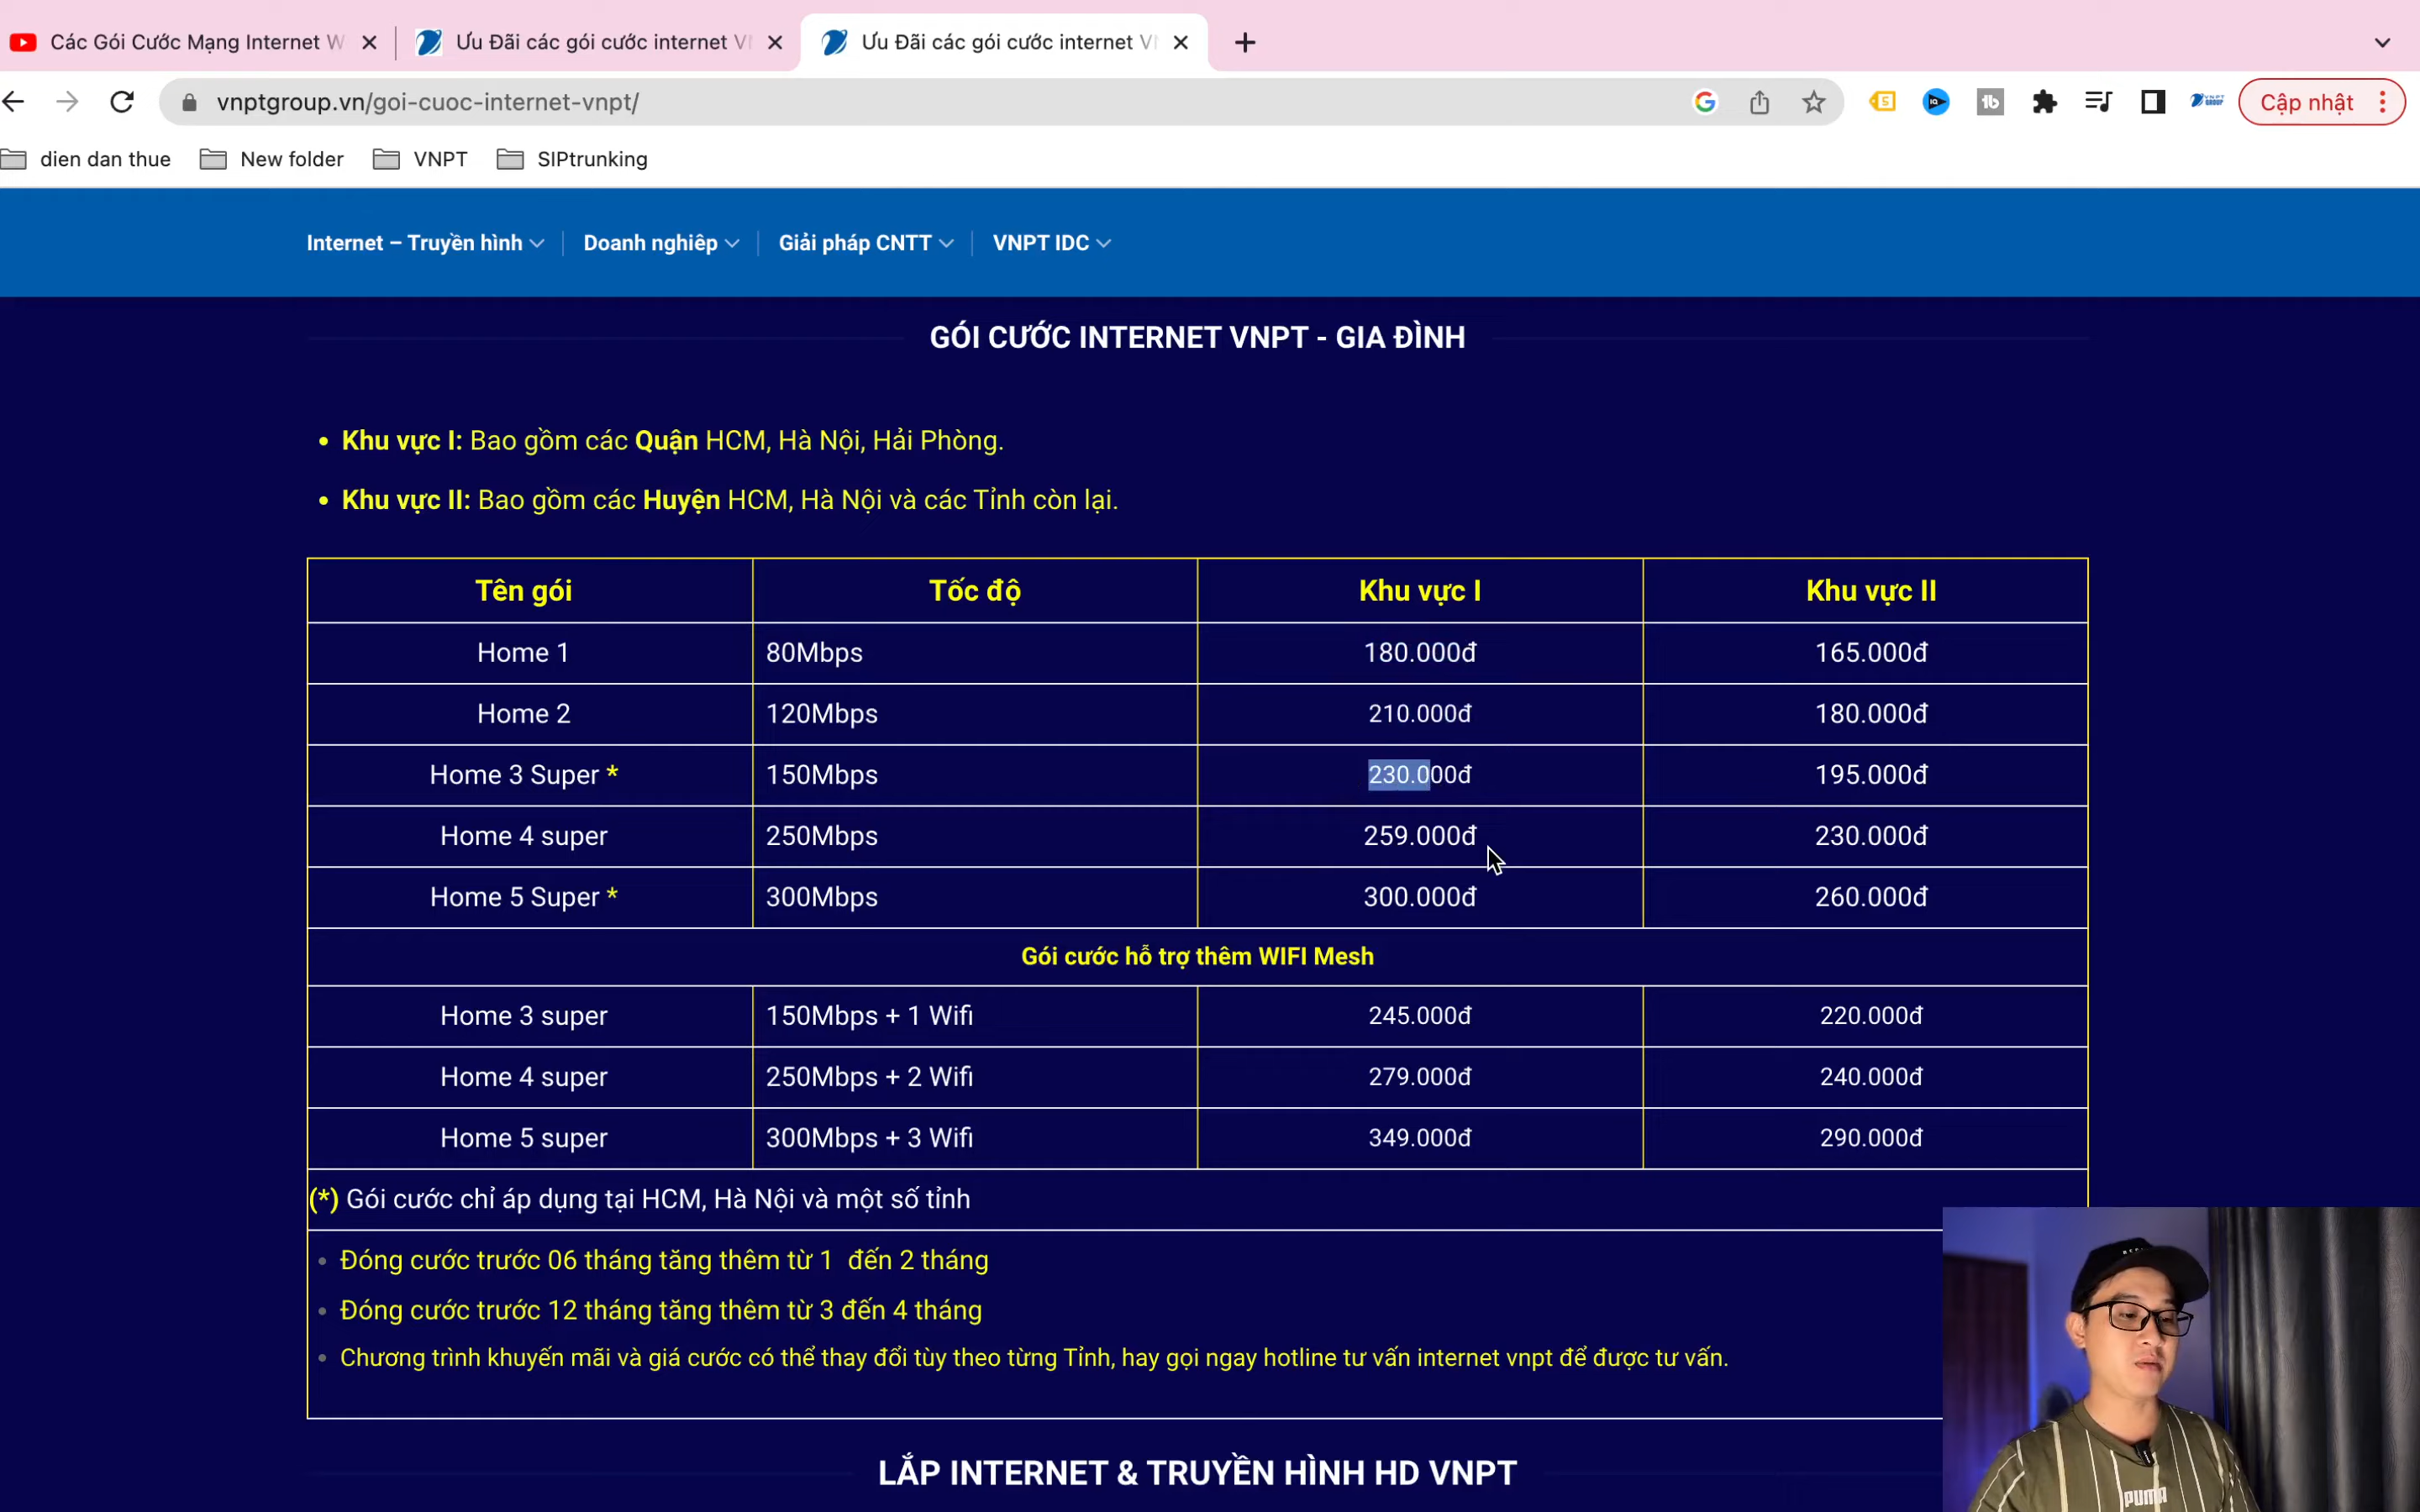 Các Gói Cước Mạng Internet W
Ưu Đãi các gói cước internet VN
Ưu Đãi các gói cước internet VN
vnptgroup.vn/goi-cuoc-internet-vnpt/
Cập nhật
dien dan thue
New folder
VNPT
SIPtrunking
Internet – Truyền hình
Doanh nghiêp
Giải pháp CNTT
VNPT IDC
GÓI CƯỚC INTERNET VNPT - GIA ĐÌNH
Khu vực I: Bao gồm các Quận HCM, Hà Nội, Hải Phòng.
Khu vực II: Bao gồm các Huyện HCM, Hà Nội và các Tỉnh còn lại.
Tên gói Tốc độ Khu vực I Khu vực II
Home 1 80Mbps 180.000đ 165.000đ
Home 2 120Mbps 210.000đ 180.000đ
Home 3 Super * 150Mbps 230.000đ 195.000đ
Home 4 super 250Mbps 259.000đ 230.000đ
Home 5 Super * 300Mbps 300.000đ 260.000đ
Gói cước hỗ trợ thêm WIFI Mesh
Home 3 super 150Mbps + 1 Wifi 245.000đ 220.000đ
Home 4 super 250Mbps + 2 Wifi 279.000đ 240.000đ
Home 5 super 300Mbps + 3 Wifi 349.000đ 290.000đ
(*) Gói cước chỉ áp dụng tại HCM, Hà Nội và một số tỉnh
Đóng cước trước 06 tháng tăng thêm từ 1 đến 2 tháng
Đóng cước trước 12 tháng tăng thêm từ 3 đến 4 tháng
Chương trình khuyến mãi và giá cước có thể thay đổi tùy theo từng Tỉnh, hay gọi ngay hotline tư vấn internet vnpt để được tư vấn.
LẮP INTERNET & TRUYỀN HÌNH HD VNPT
PUMA